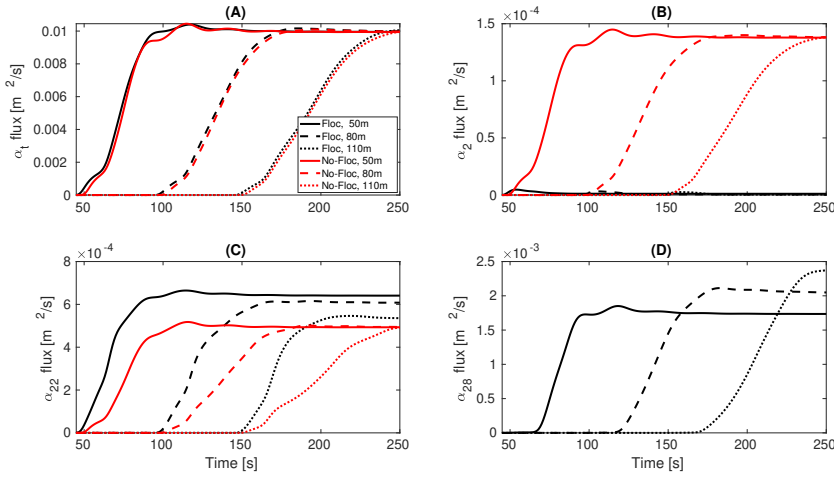 (A)
0.01
0.008
0.006
0.004
0.002
0
α_t flux [m²/s]
50 100 150 200 250
Floc, 50m
Floc, 80m
Floc, 110m
No-Floc, 50m
No-Floc, 80m
No-Floc, 110m
×10⁻⁴
(B)
1.5
1
0.5
0
α₂ flux [m²/s]
50 100 150 200 250
×10⁻⁴
(C)
8
6
4
2
0
α₂₂ flux [m²/s]
50 100 150 200 250
Time [s]
×10⁻³
(D)
2.5
2
1.5
1
0.5
0
α₂₈ flux [m²/s]
50 100 150 200 250
Time [s]